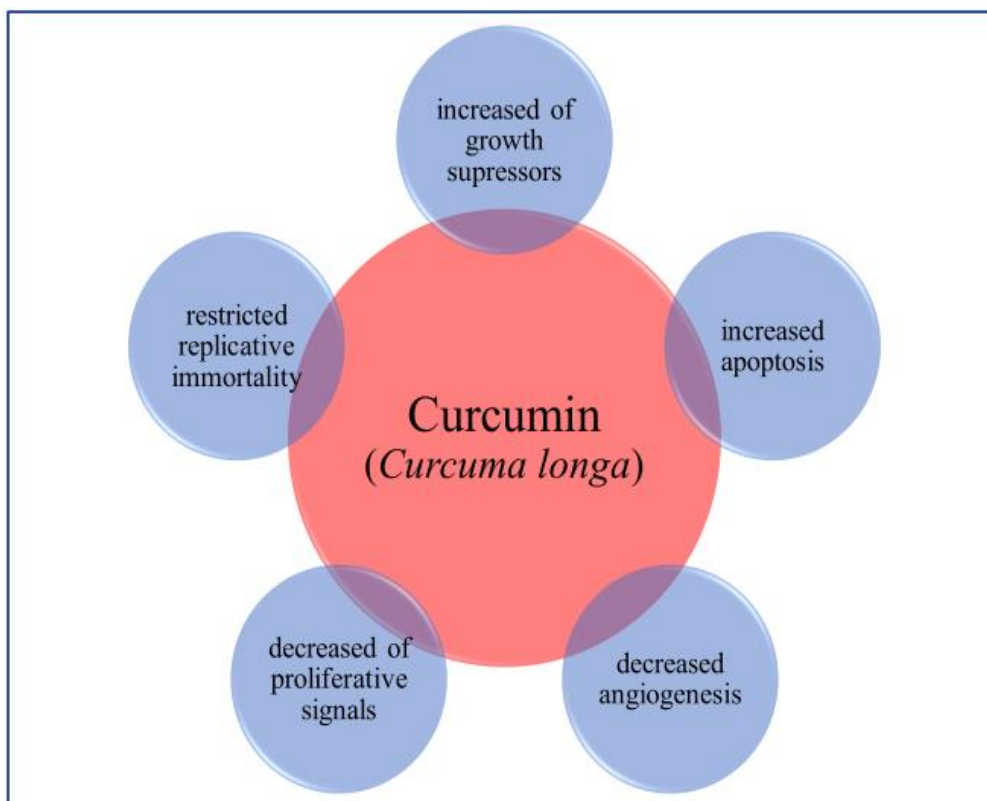 increased of
growth
supressors
restricted
replicative
immortality
increased
apoptosis
Curcumin
(Curcuma longa)
decreased of
proliferative
signals
decreased
angiogenesis